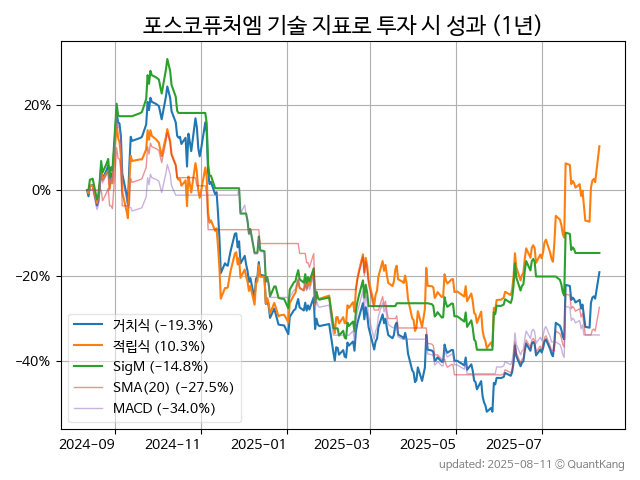 포스코퓨처엠 기술 지표로 투자 시 성과 (1년)
20%
0%
−20%
−40%
거치식 (−19.3%)
적립식 (10.3%)
SigM (−14.8%)
SMA(20) (−27.5%)
MACD (−34.0%)
2024-09 2024-11 2025-01 2025-03 2025-05 2025-07
updated: 2025-08-11 © QuantKang